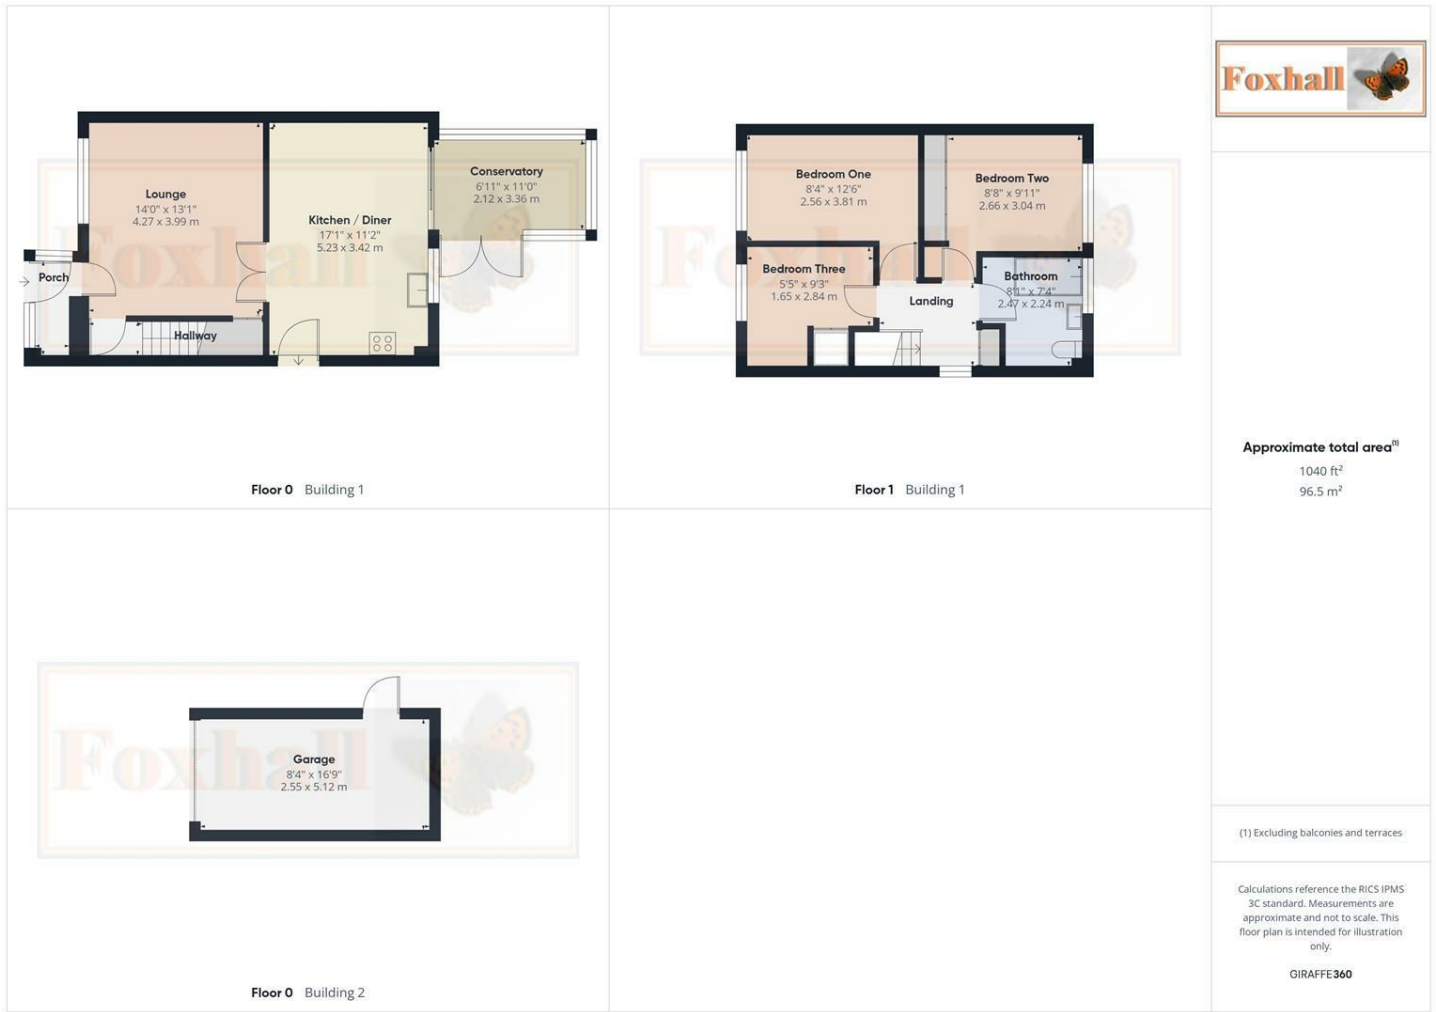 Lounge
14'0" x 13'1"
4.27 x 3.99 m
Kitchen / Diner
17'1" x 11'2"
5.23 x 3.42 m
Conservatory
6'11" x 11'0"
2.12 x 3.36 m
Porch
Hallway
Foxhall
Floor 0 Building 1
Bedroom One
8'4" x 12'6"
2.56 x 3.81 m
Bedroom Two
8'8" x 9'11"
2.66 x 3.04 m
Bedroom Three
5'5" x 9'3"
1.65 x 2.84 m
Landing
Bathroom
8'1" x 7'4"
2.47 x 2.24 m
Foxhall
Floor 1 Building 1
Foxhall
Garage
8'4" x 16'9"
2.55 x 5.12 m
Foxhall
Floor 0 Building 2
Approximate total area(1)
1040 ft²
96.5 m²
(1) Excluding balconies and terraces
Calculations reference the RICS IPMS
3C standard. Measurements are
approximate and not to scale. This
floor plan is intended for illustration
only.
GIRAFFE360